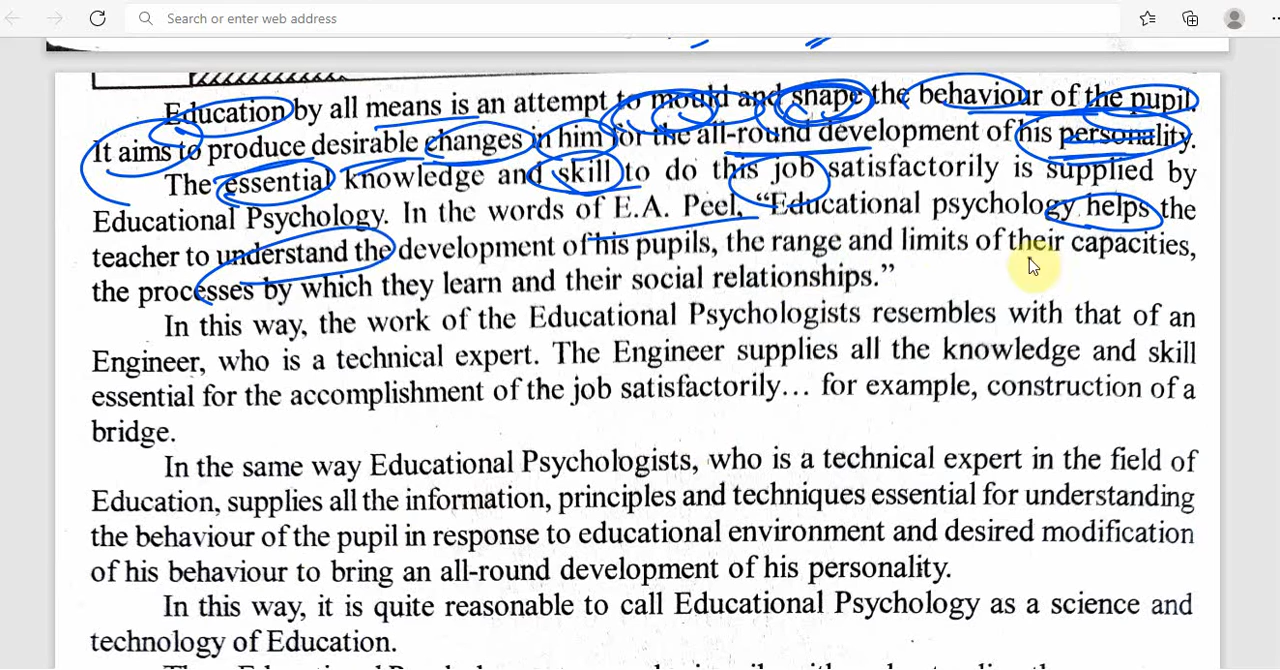 Search or enter web address
Education by all means is an attempt to mould and shape the behaviour of the pupil.
It aims to produce desirable changes in him for the all-round development of his personality.
The essential knowledge and skill to do this job satisfactorily is supplied by
Educational Psychology. In the words of E.A. Peel, “Educational psychology helps the
teacher to understand the development of his pupils, the range and limits of their capacities,
the processes by which they learn and their social relationships.”
In this way, the work of the Educational Psychologists resembles with that of an
Engineer, who is a technical expert. The Engineer supplies all the knowledge and skill
essential for the accomplishment of the job satisfactorily... for example, construction of a
bridge.
In the same way Educational Psychologists, who is a technical expert in the field of
Education, supplies all the information, principles and techniques essential for understanding
the behaviour of the pupil in response to educational environment and desired modification
of his behaviour to bring an all-round development of his personality.
In this way, it is quite reasonable to call Educational Psychology as a science and
technology of Education.